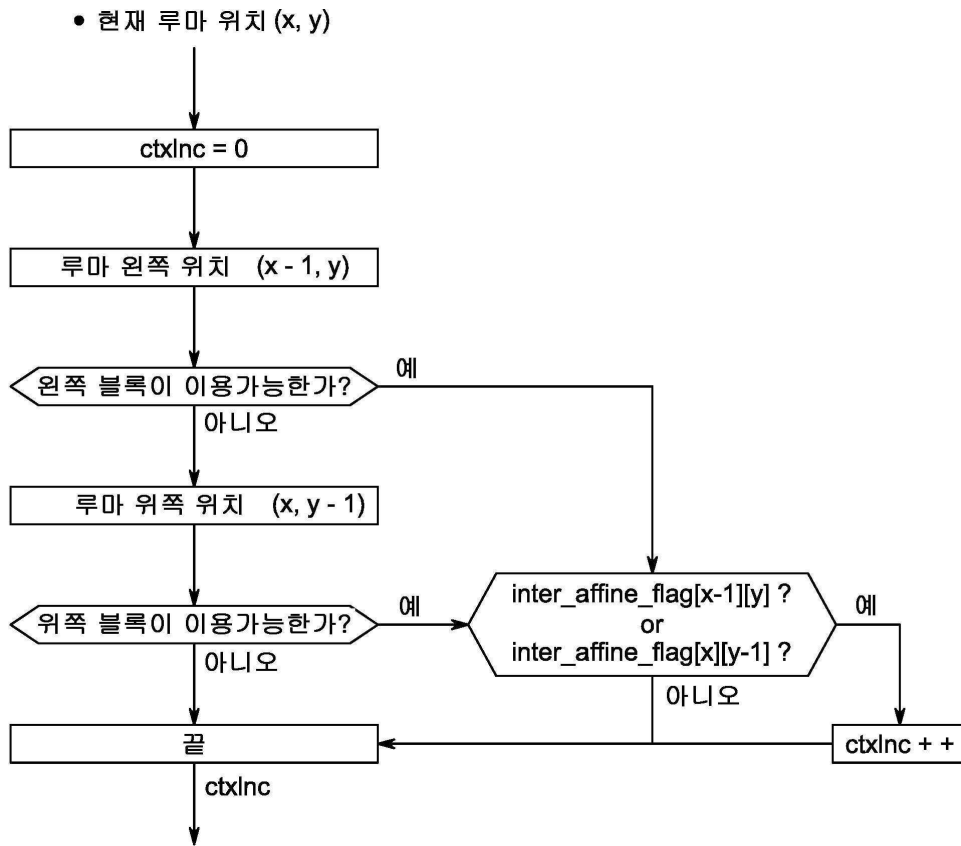 • 현재 루마 위치 (x, y)
ctxInc = 0
루마 왼쪽 위치 (x - 1, y)
왼쪽 블록이 이용가능한가?
예
아니오
루마 위쪽 위치 (x, y - 1)
위쪽 블록이 이용가능한가?
예
아니오
inter_affine_flag[x-1][y] ?
or
inter_affine_flag[x][y-1] ?
예
아니오
끝
ctxInc + +
ctxInc